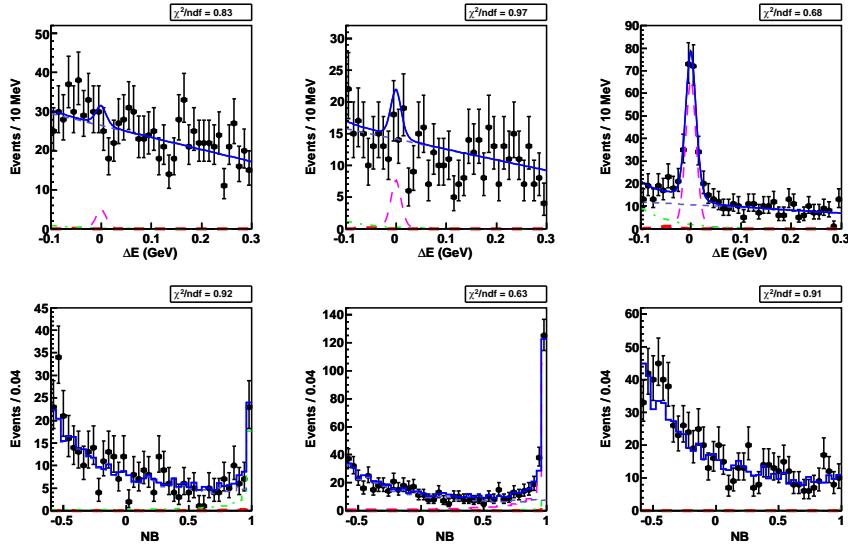 χ²/ndf = 0.83
Events / 10 MeV
50
40
30
20
10
0
-0.1 0 0.1 0.2 0.3
ΔE (GeV)
χ²/ndf = 0.97
Events / 10 MeV
30
25
20
15
10
5
0
-0.1 0 0.1 0.2 0.3
ΔE (GeV)
χ²/ndf = 0.68
Events / 10 MeV
90
80
70
60
50
40
30
20
10
0
-0.1 0 0.1 0.2 0.3
ΔE (GeV)
χ²/ndf = 0.92
Events / 0.04
45
40
35
30
25
20
15
10
5
0
-0.5 0 0.5 1
NB
χ²/ndf = 0.63
Events / 0.04
140
120
100
80
60
40
20
0
-0.5 0 0.5 1
NB
χ²/ndf = 0.91
Events / 0.04
60
50
40
30
20
10
0
-0.5 0 0.5 1
NB